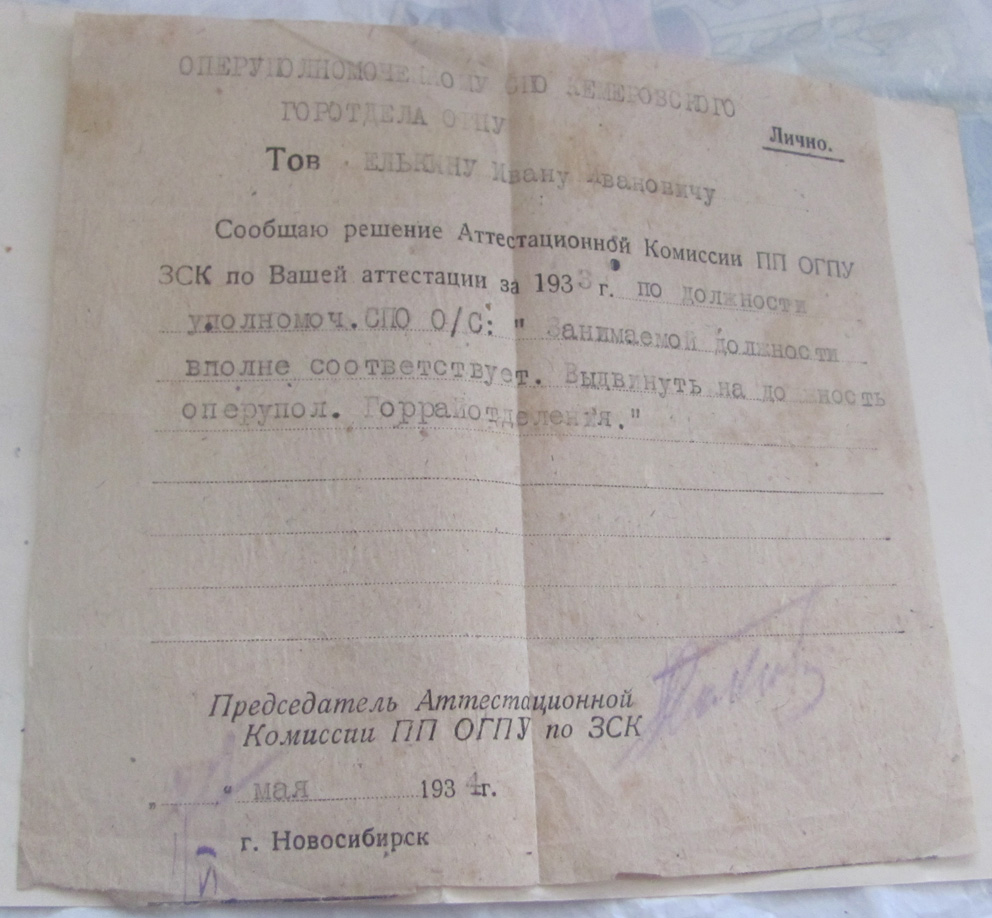 ОПЕРУПОЛНОМОЧЕННОМУ СПО КЕМЕРОВСКОГО
ГОРОТДЕЛА ОГПУ
Лично.
Тов. ЕЛЬКИНУ Ивану Ивановичу
Сообщаю решение Аттестационной Комиссии ПП ОГПУ
ЗСК по Вашей аттестации за 1933 г. по должности
уполномоч. СПО О/С: " Занимаемой должности
вполне соответствует. Выдвинуть на должность
оперупол. Горрайотделения."
Председатель Аттестационной
Комиссии ПП ОГПУ по ЗСК
„ “ мая 1934г.
г. Новосибирск